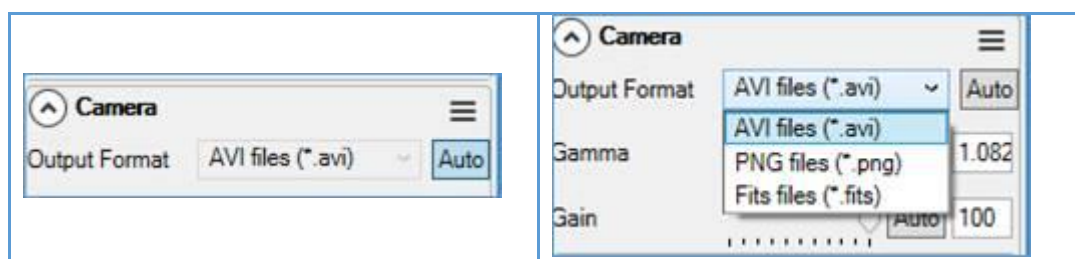 Camera
Output Format AVI files (*.avi) Auto
Camera
Output Format AVI files (*.avi) Auto
AVI files (*.avi)
Gamma PNG files (*.png) 1.082
Fits files (*.fits)
Gain Auto 100